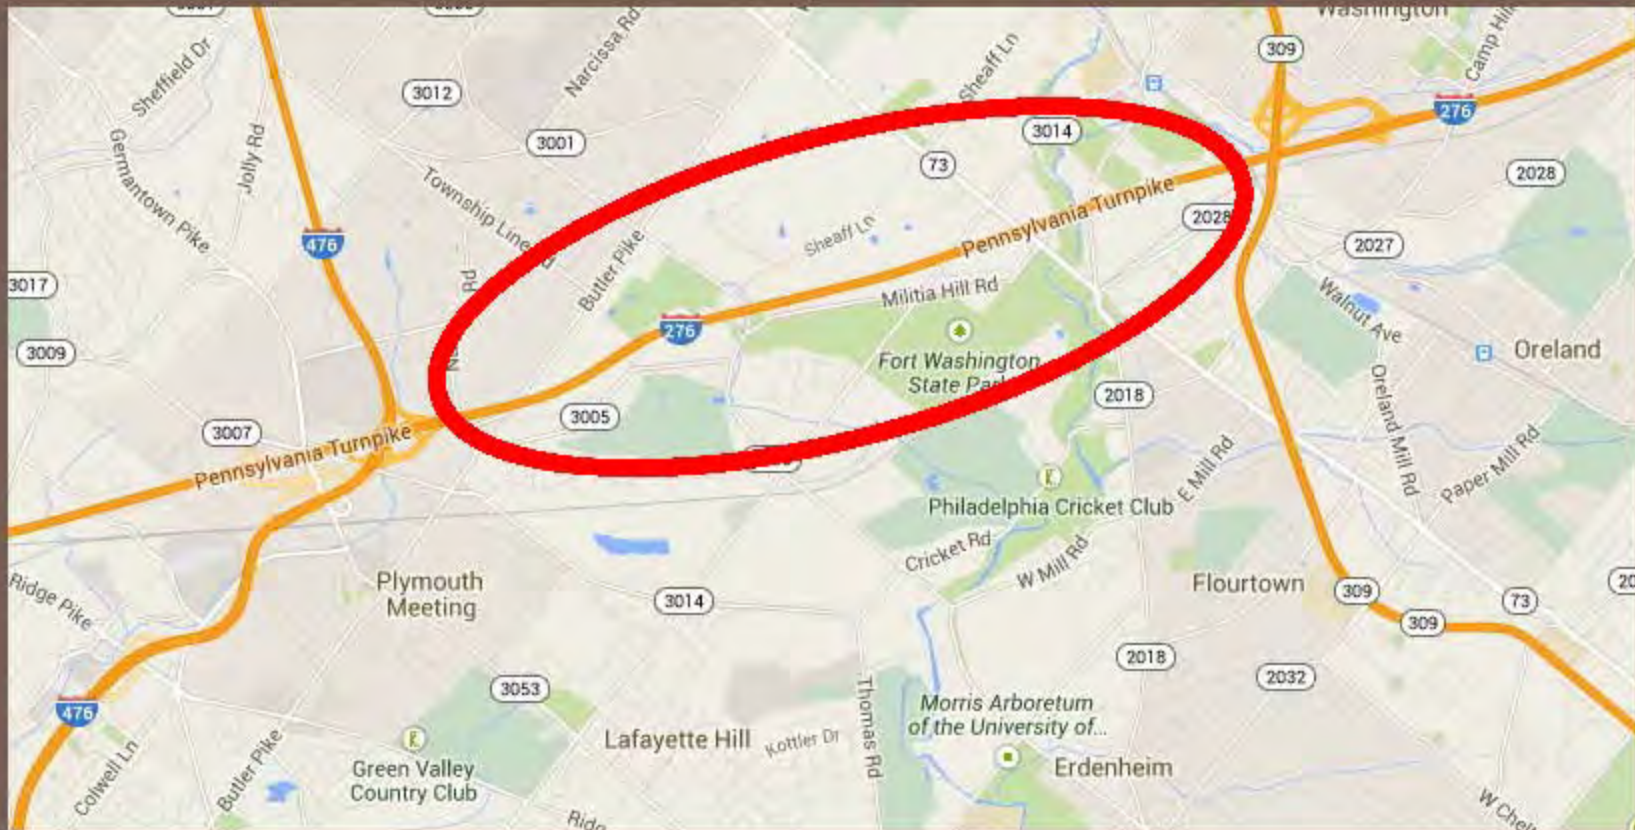 Washington
309
Camp Hill
Sheffield Dr
Narcissa Rd
Sheaff Ln
276
3012
3001
3014
73
2028
Germantown Pike
Jolly Rd
Township Line
Butler Pike
Sheaff Ln
Pennsylvania Turnpike
2028
2027
476
3017
Rd
Militia Hill Rd
Walnut Ave
276
3009
Fort Washington
State Park
Oreland
3007
3005
2018
Oreland Mill Rd
Pennsylvania Turnpike
E Mill Rd
Paper Mill Rd
Philadelphia Cricket Club
Cricket Rd
W Mill Rd
Ridge Pike
Plymouth
Meeting
3014
Flourtown
309
73
309
2018
2032
3053
476
Thomas Rd
Morris Arboretum
of the University of...
Lafayette Hill
Kottler Dr
Colwell Ln
Butler Pike
Green Valley
Country Club
Erdenheim